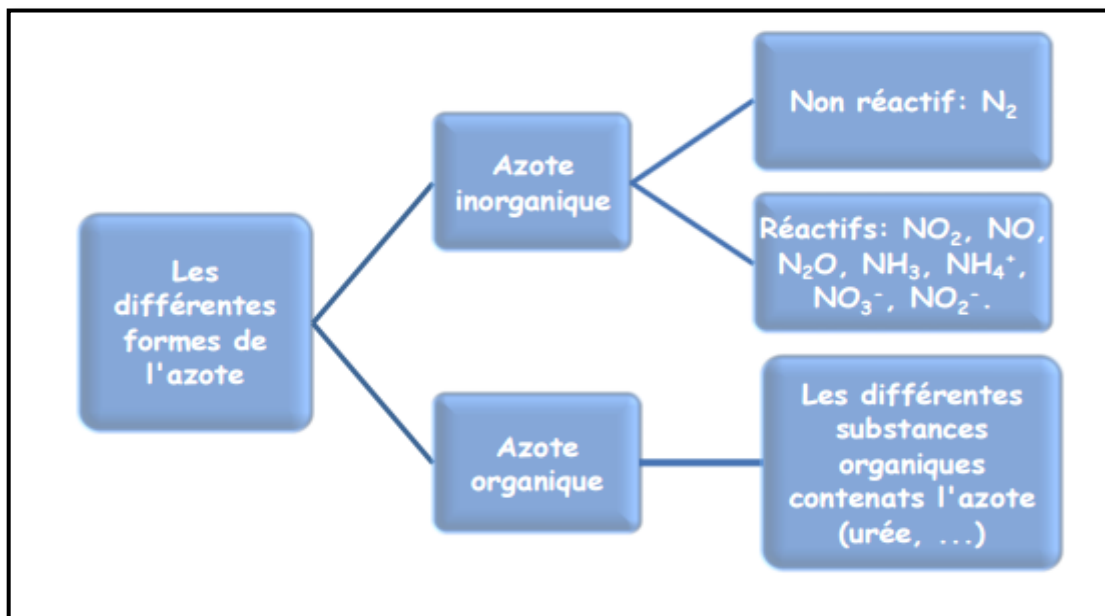 Les
différentes
formes de
l'azote
Azote
inorganique
Non réactif: N₂
Réactifs: NO₂, NO,
N₂O, NH₃, NH₄⁺,
NO₃⁻, NO₂⁻.
Azote
organique
Les différentes
substances
organiques
contenats l'azote
(urée, ...)